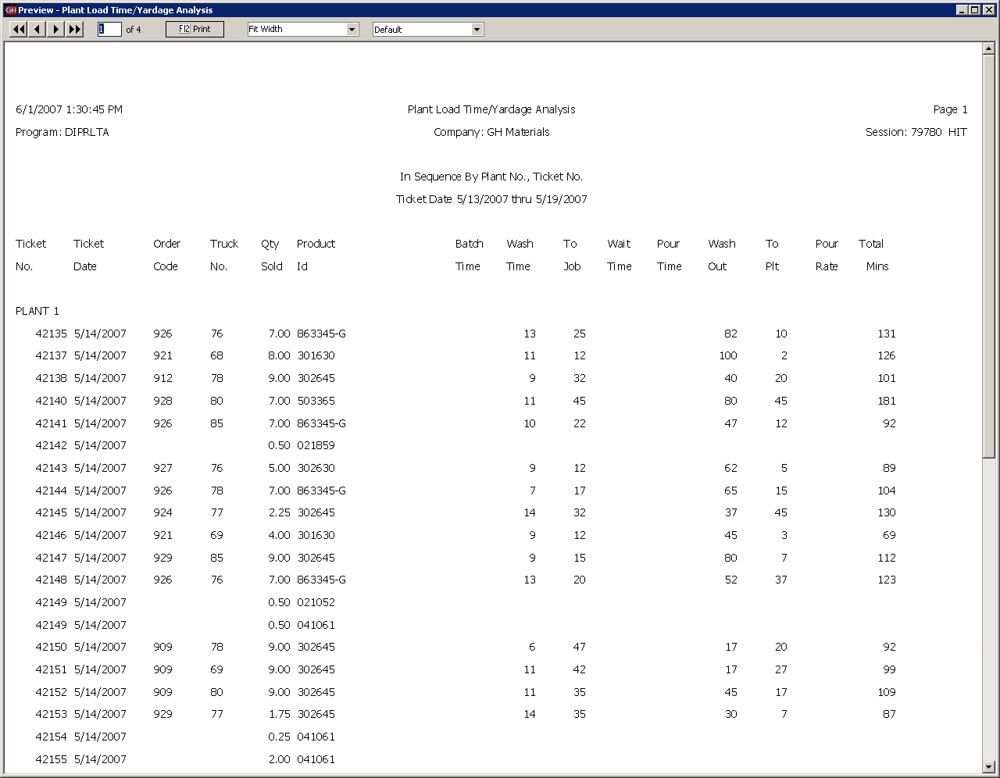 GH Preview - Plant Load Time/Yardage Analysis
1 of 4 F12 Print Fit Width Default
6/1/2007 1:30:45 PM Plant Load Time/Yardage Analysis Page 1
Program: DIPRLTA Company: GH Materials Session: 79780 HIT
In Sequence By Plant No., Ticket No.
Ticket Date 5/13/2007 thru 5/19/2007
Ticket Ticket Order Truck Qty Product Batch Wash To Wait Pour Wash To Pour Total
No. Date Code No. Sold Id Time Time Job Time Time Out Plt Rate Mins
PLANT 1
42135 5/14/2007 926 76 7.00 863345-G 13 25 82 10 131
42137 5/14/2007 921 68 8.00 301630 11 12 100 2 126
42138 5/14/2007 912 78 9.00 302645 9 32 40 20 101
42140 5/14/2007 928 80 7.00 503365 11 45 80 45 181
42141 5/14/2007 926 85 7.00 863345-G 10 22 47 12 92
42142 5/14/2007 0.50 021859
42143 5/14/2007 927 76 5.00 302630 9 12 62 5 89
42144 5/14/2007 926 78 7.00 863345-G 7 17 65 15 104
42145 5/14/2007 924 77 2.25 302645 14 32 37 45 130
42146 5/14/2007 921 69 4.00 301630 9 12 45 3 69
42147 5/14/2007 929 85 9.00 302645 9 15 80 7 112
42148 5/14/2007 926 76 7.00 863345-G 13 20 52 37 123
42149 5/14/2007 0.50 021052
42149 5/14/2007 0.50 041061
42150 5/14/2007 909 78 9.00 302645 6 47 17 20 92
42151 5/14/2007 909 69 9.00 302645 11 42 17 27 99
42152 5/14/2007 909 80 9.00 302645 11 35 45 17 109
42153 5/14/2007 929 77 1.75 302645 14 35 30 7 87
42154 5/14/2007 0.25 041061
42155 5/14/2007 2.00 041061